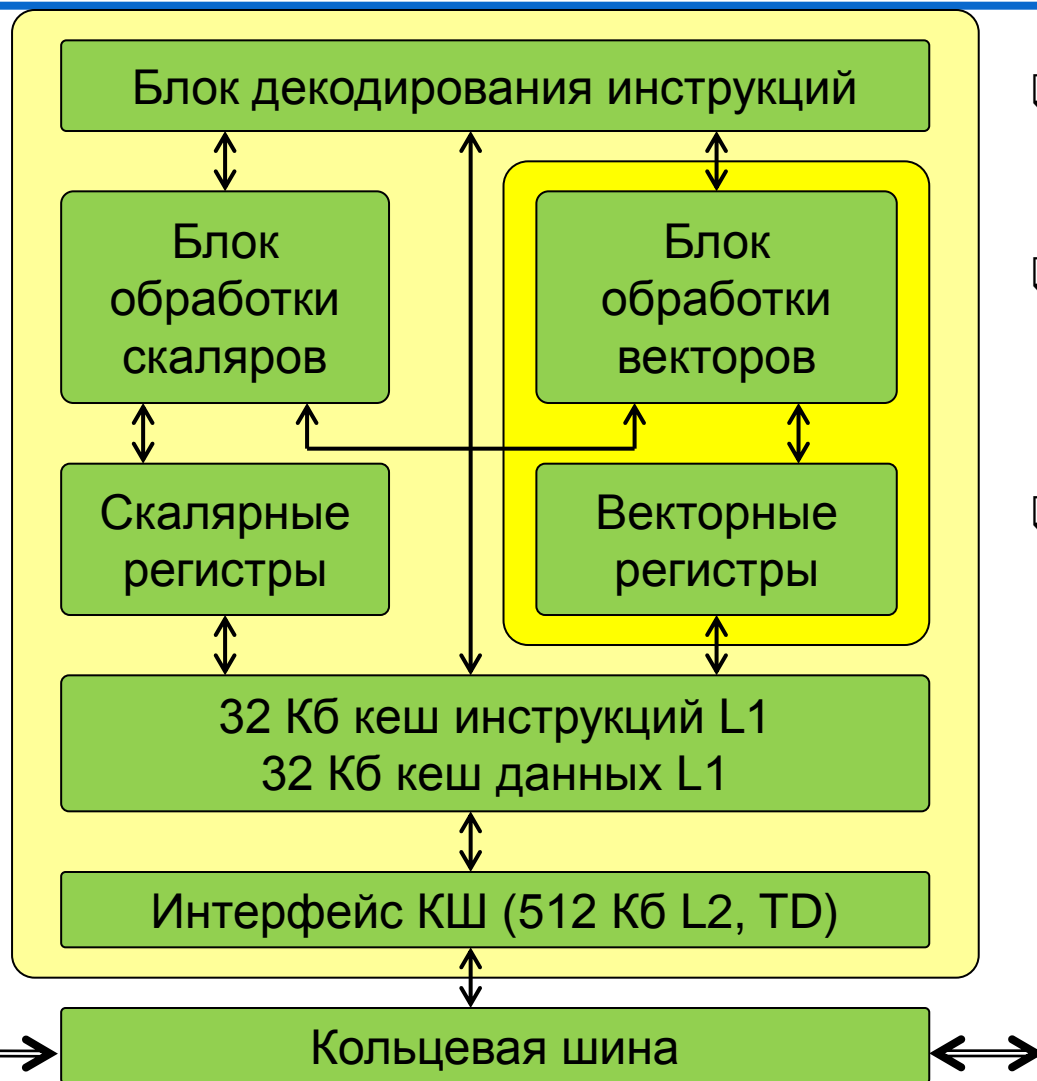 Блок декодирования инструкций
Блок
обработки
скаляров
Блок
обработки
векторов
Скалярные
регистры
Векторные
регистры
32 Кб кеш инструкций L1
32 Кб кеш данных L1
Интерфейс КШ (512 Кб L2, TD)
Кольцевая шина